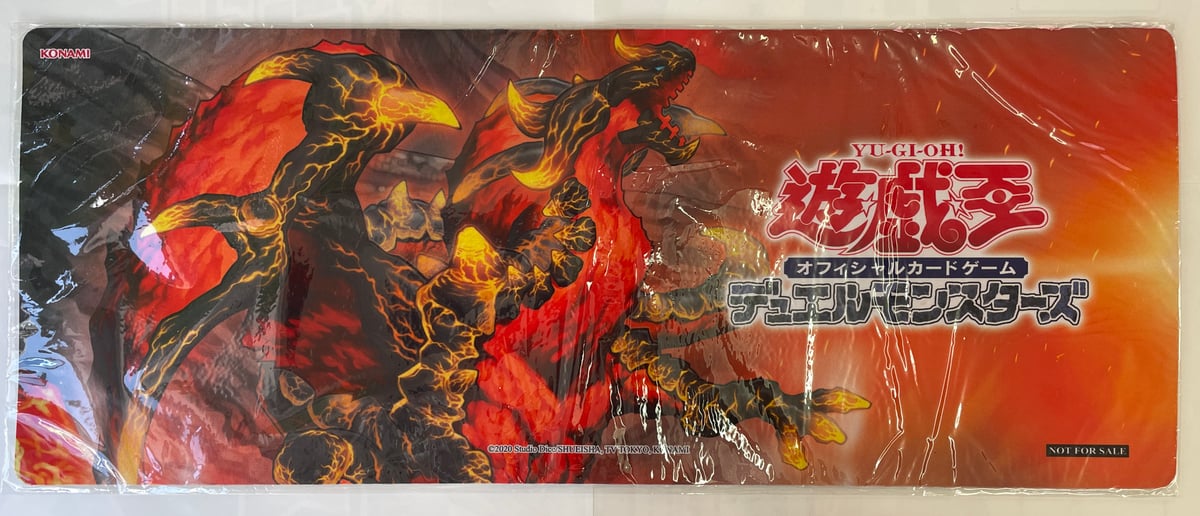 KONAMI
YU-GI-OH!
遊戯王
オフィシャルカードゲーム
デュエルモンスターズ
©2020 Studio Dice/SHUEISHA, TV TOKYO, KONAMI
NOT FOR SALE